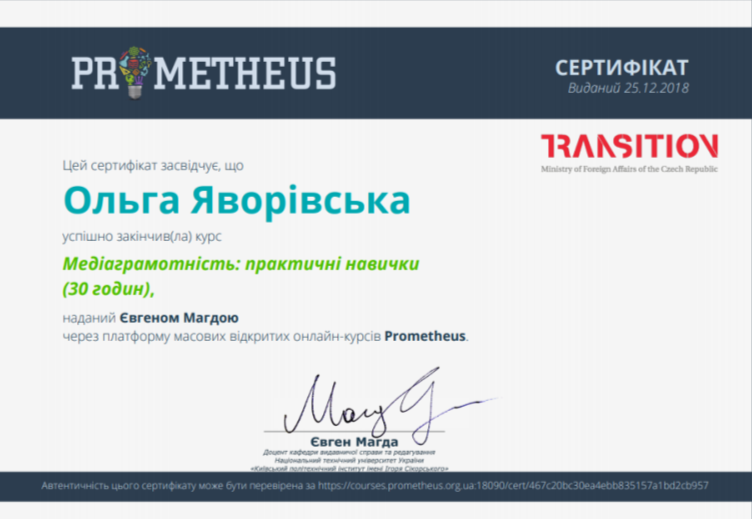 PROMETHEUS
СЕРТИФІКАТ
Виданий 25.12.2018
TRANSITION
Ministry of Foreign Affairs of the Czech Republic
Цей сертифікат засвідчує, що
Ольга Яворівська
успішно закінчив(ла) курс
Медіаграмотність: практичні навички
(30 годин),
наданий Євгеном Магдою
через платформу масових відкритих онлайн-курсів Prometheus.
Євген Магда
Доцент кафедри видавничої справи та редагування
Національний технічний університет України
«Київський політехнічний інститут імені Ігоря Сікорського»
Автентичність цього сертифікату може бути перевірена за https://courses.prometheus.org.ua:18090/cert/467c20bc30ea4ebb835157a1bd2cb957